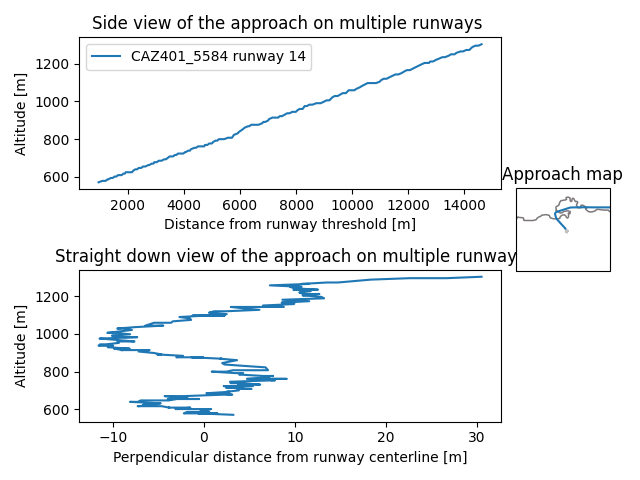 Side view of the approach on multiple runways
CAZ401_5584 runway 14
Altitude [m]
1200
1000
800
600
2000
4000
6000
8000
10000
12000
14000
Distance from runway threshold [m]
Approach map
Straight down view of the approach on multiple runway
Altitude [m]
1200
1000
800
600
−10
0
10
20
30
Perpendicular distance from runway centerline [m]